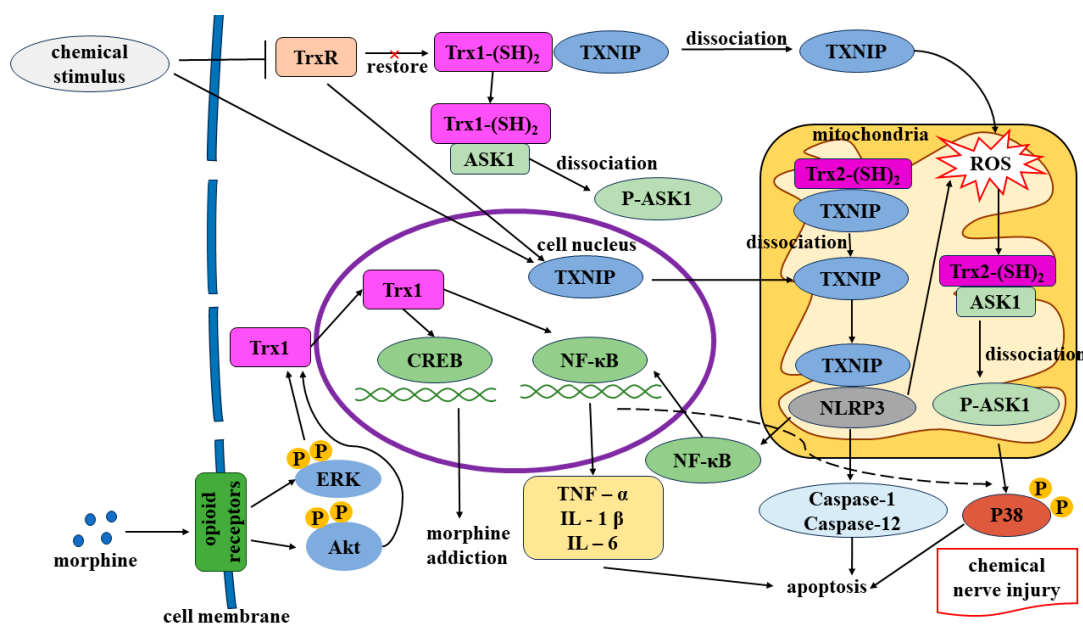 chemical
stimulus
TrxR
restore
Trx1-(SH)₂
TXNIP
dissociation
TXNIP
Trx1-(SH)₂
ASK1
dissociation
P-ASK1
mitochondria
ROS
Trx2-(SH)₂
TXNIP
dissociation
TXNIP
Trx2-(SH)₂
ASK1
dissociation
TXNIP
NLRP3
P-ASK1
cell nucleus
TXNIP
Trx1
Trx1
CREB
NF-κB
NF-κB
P
P
ERK
P
P
Akt
opioid
receptors
morphine
cell membrane
morphine
addiction
TNF – α
IL - 1 β
IL – 6
Caspase-1
Caspase-12
P
P
P38
apoptosis
chemical
nerve injury